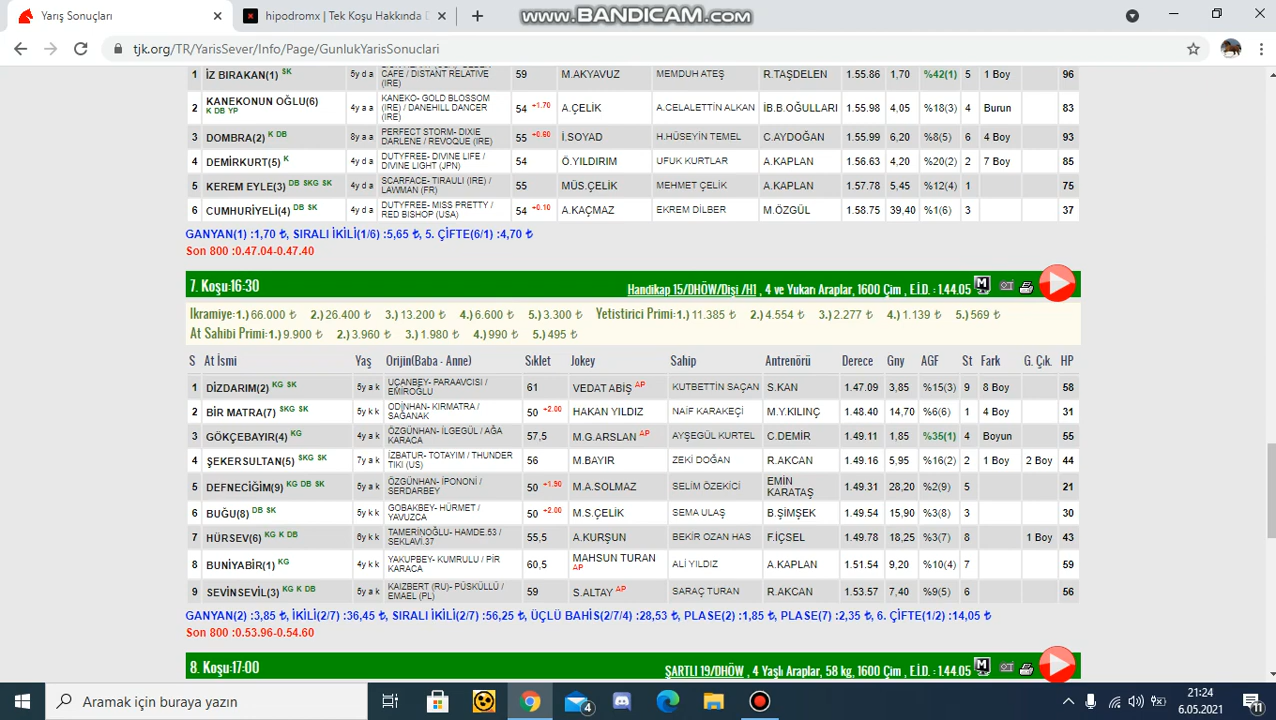 Yarış Sonuçları
hipodromx | Tek Koşu Hakkında D
www.BANDICAM.com
tjk.org/TR/YarisSever/Info/Page/GunlukYarisSonuclari
1 İZ BIRAKAN(1) SK 5y d a CAFE / DISTANT RELATIVE (IRE) 59 M.AKYAVUZ MEMDUH ATEŞ R.TAŞDELEN 1.55.86 1,70 %42(1) 5 1 Boy 96
2 KANEKONUN OĞLU(6) K DB YP 4y a a KANEKO- GOLD BLOSSOM (IRE) / DANEHILL DANCER (IRE) 54 +1.70 A.ÇELİK A.CELALETTİN ALKAN İB.B.OĞULLARI 1.55.98 4,05 %18(3) 4 Burun 83
3 DOMBRA(2) K DB 8y a a PERFECT STORM- DIXIE DARLENE / REVOQUE (IRE) 55 +0.60 İ.SOYAD H.HÜSEYİN TEMEL C.AYDOĞAN 1.55.99 6,20 %8(5) 6 4 Boy 93
4 DEMİRKURT(5) K 4y d a DUTYFREE- DIVINE LIFE / DIVINE LIGHT (JPN) 54 Ö.YILDIRIM UFUK KURTLAR A.KAPLAN 1.56.63 4,20 %20(2) 2 7 Boy 85
5 KEREM EYLE(3) DB SKG SK 4y d a SCARFACE- TIRAULI (IRE) / LAWMAN (FR) 55 MÜS.ÇELİK MEHMET ÇELİK A.KAPLAN 1.57.78 5,45 %12(4) 1 75
6 CUMHURİYELİ(4) DB SK 4y d a DUTYFREE- MISS PRETTY / RED BISHOP (USA) 54 +0.10 A.KAÇMAZ EKREM DİLBER M.ÖZGÜL 1.58.75 39,40 %1(6) 3 37
GANYAN(1) :1,70 ₺, SIRALI İKİLİ(1/6) :5,65 ₺, 5. ÇİFTE(6/1) :4,70 ₺
Son 800 :0.47.04-0.47.40
7. Koşu:16:30 Handikap 15/DHÖW/Dişi /H1 , 4 ve Yukarı Araplar, 1600 Çim , E.İ.D. : 1.44.05
Ikramiye:1.) 66.000 ₺ 2.) 26.400 ₺ 3.) 13.200 ₺ 4.) 6.600 ₺ 5.) 3.300 ₺ Yetistirici Primi:1.) 11.385 ₺ 2.) 4.554 ₺ 3.) 2.277 ₺ 4.) 1.139 ₺ 5.) 569 ₺
At Sahibi Primi:1.) 9.900 ₺ 2.) 3.960 ₺ 3.) 1.980 ₺ 4.) 990 ₺ 5.) 495 ₺
S At İsmi Yaş Orijin(Baba - Anne) Sıklet Jokey Sahip Antrenörü Derece Gny AGF St Fark G. Çık. HP
1 DİZDARIM(2) KG SK 5y a k UÇANBEY- PARAAVCISI / EMİROĞLU 61 VEDAT ABİŞ AP KUTBETTİN SAÇAN S.KAN 1.47.09 3,85 %15(3) 9 8 Boy 58
2 BİR MATRA(7) SKG SK 5y k k ODİNHAN- KIRMATRA / SAĞANAK 50 +2.00 HAKAN YILDIZ NAİF KARAKEÇİ M.Y.KILINÇ 1.48.40 14,70 %6(6) 1 4 Boy 31
3 GÖKÇEBAYIR(4) KG 4y a k ÖZGÜNHAN- İLGEGÜL / AĞA KARACA 57,5 M.G.ARSLAN AP AYŞEGÜL KURTEL C.DEMİR 1.49.11 1,85 %35(1) 4 Boyun 55
4 ŞEKERSULTAN(5) SKG SK 7y a k İZBATUR- TOTAYIM / THUNDER TIKI (US) 56 M.BAYIR ZEKİ DOĞAN R.AKCAN 1.49.16 5,95 %16(2) 2 1 Boy 2 Boy 44
5 DEFNECİĞİM(9) KG DB SK 5y a k ÖZGÜNHAN- İPONONİ / SERDARBEY 50 +1.90 M.A.SOLMAZ SELİM ÖZEKİCİ EMİN KARATAŞ 1.49.31 28,20 %2(9) 5 21
6 BUĞU(8) DB SK 5y k k GOBAKBEY- HÜRMET / YAVUZCA 50 +2.00 M.S.ÇELİK SEMA ULAŞ B.ŞİMŞEK 1.49.54 15,90 %3(8) 3 30
7 HÜRSEV(6) KG K DB 6y k k TAMERİNOĞLU- HAMDE.53 / SEKLAVİ.37 55,5 A.KURŞUN BEKİR OZAN HAS F.İÇSEL 1.49.78 18,25 %3(7) 8 1 Boy 43
8 BUNİYABİR(1) KG 4y k k YAKUPBEY- KUMRULU / PİR KARACA 60,5 MAHSUN TURAN AP ALİ YILDIZ A.KAPLAN 1.51.54 9,20 %10(4) 7 59
9 SEVİNSEVİL(3) KG K DB 5y a k KAIZBERT (RU)- PÜSKÜLLÜ / EMAEL (PL) 59 S.ALTAY AP SARAÇ TURAN R.AKCAN 1.53.57 7,40 %9(5) 6 56
GANYAN(2) :3,85 ₺, İKİLİ(2/7) :36,45 ₺, SIRALI İKİLİ(2/7) :56,25 ₺, ÜÇLÜ BAHİS(2/7/4) :28,53 ₺, PLASE(2) :1,85 ₺, PLASE(7) :2,35 ₺, 6. ÇİFTE(1/2) :14,05 ₺
Son 800 :0.53.96-0.54.60
8. Koşu:17:00 ŞARTLI 19/DHÖW , 4 Yaşlı Araplar, 58 kg, 1600 Çim , E.İ.D. : 1.44.05
Aramak için buraya yazın
4
21:24
6.05.2021
11